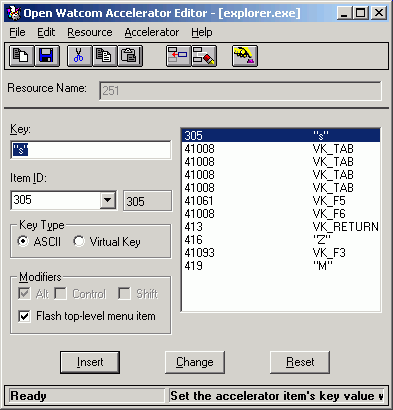 Open Watcom Accelerator Editor - [explorer.exe]
File Edit Resource Accelerator Help
Resource Name: 251
Key:
"s"
Item ID:
305 305
Key Type
ASCII Virtual Key
Modifiers
Alt Control Shift
Flash top-level menu item
305 "s"
41008 VK_TAB
41008 VK_TAB
41008 VK_TAB
41008 VK_TAB
41061 VK_F5
41008 VK_F6
413 VK_RETURN
416 "Z"
41093 VK_F3
419 "M"
Insert Change Reset
Ready Set the accelerator item's key value